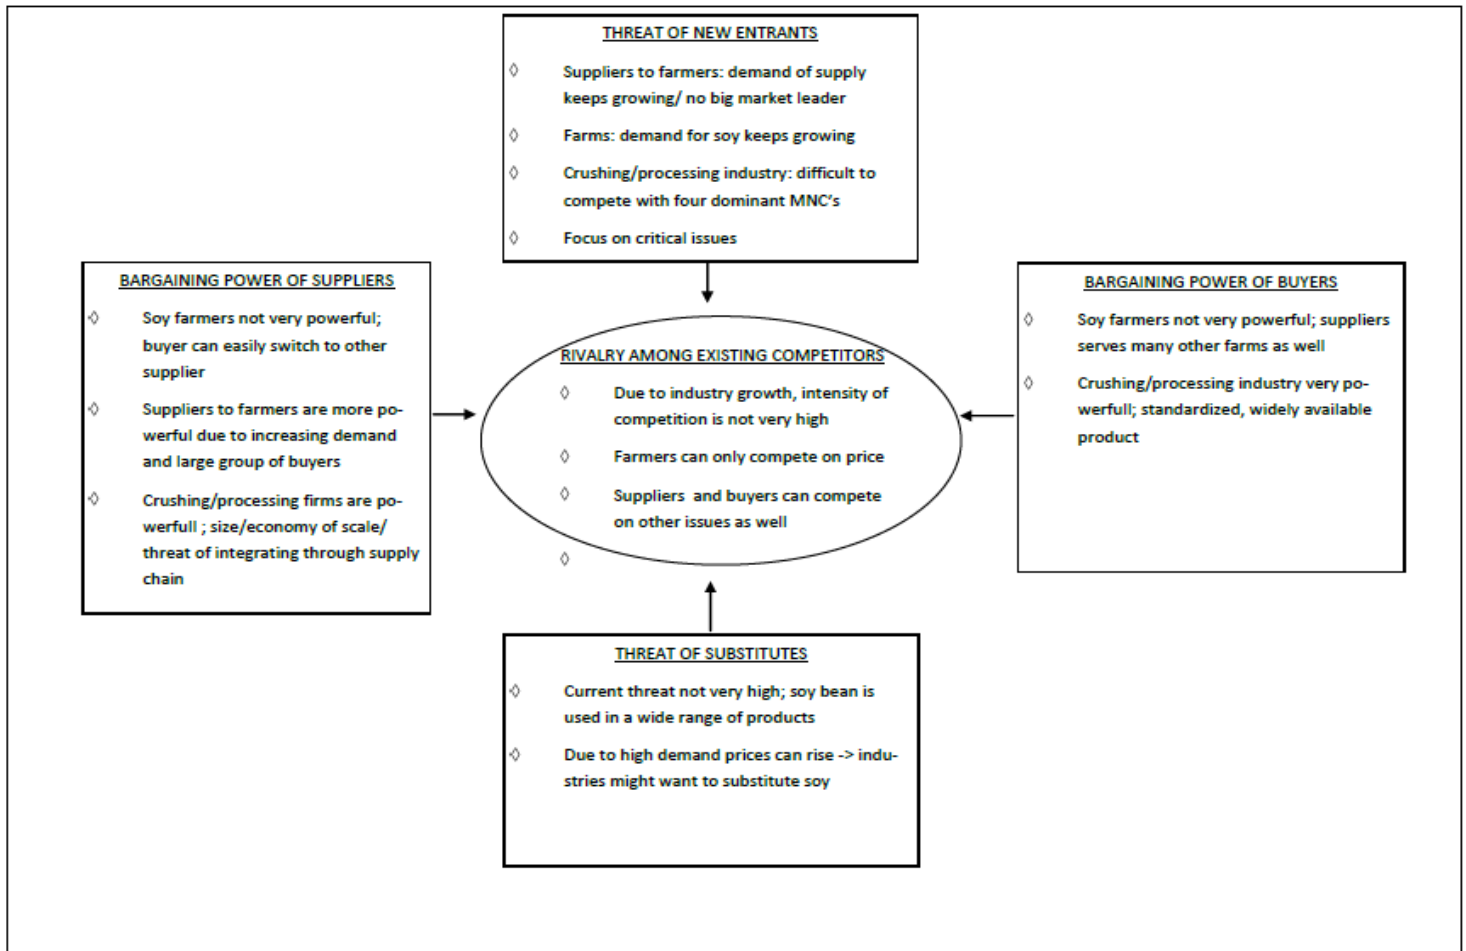 THREAT OF NEW ENTRANTS
◊ Suppliers to farmers: demand of supply
keeps growing/ no big market leader
◊ Farms: demand for soy keeps growing
◊ Crushing/processing industry: difficult to
compete with four dominant MNC's
◊ Focus on critical issues
BARGAINING POWER OF SUPPLIERS
◊ Soy farmers not very powerful;
buyer can easily switch to other
supplier
◊ Suppliers to farmers are more po-
werful due to increasing demand
and large group of buyers
◊ Crushing/processing firms are po-
werfull ; size/economy of scale/
threat of integrating through supply
chain
RIVALRY AMONG EXISTING COMPETITORS
◊ Due to industry growth, intensity of
competition is not very high
◊ Farmers can only compete on price
◊ Suppliers and buyers can compete
on other issues as well
◊
BARGAINING POWER OF BUYERS
◊ Soy farmers not very powerful; suppliers
serves many other farms as well
◊ Crushing/processing industry very po-
werfull; standardized, widely available
product
THREAT OF SUBSTITUTES
◊ Current threat not very high; soy bean is
used in a wide range of products
◊ Due to high demand prices can rise -> indu-
stries might want to substitute soy